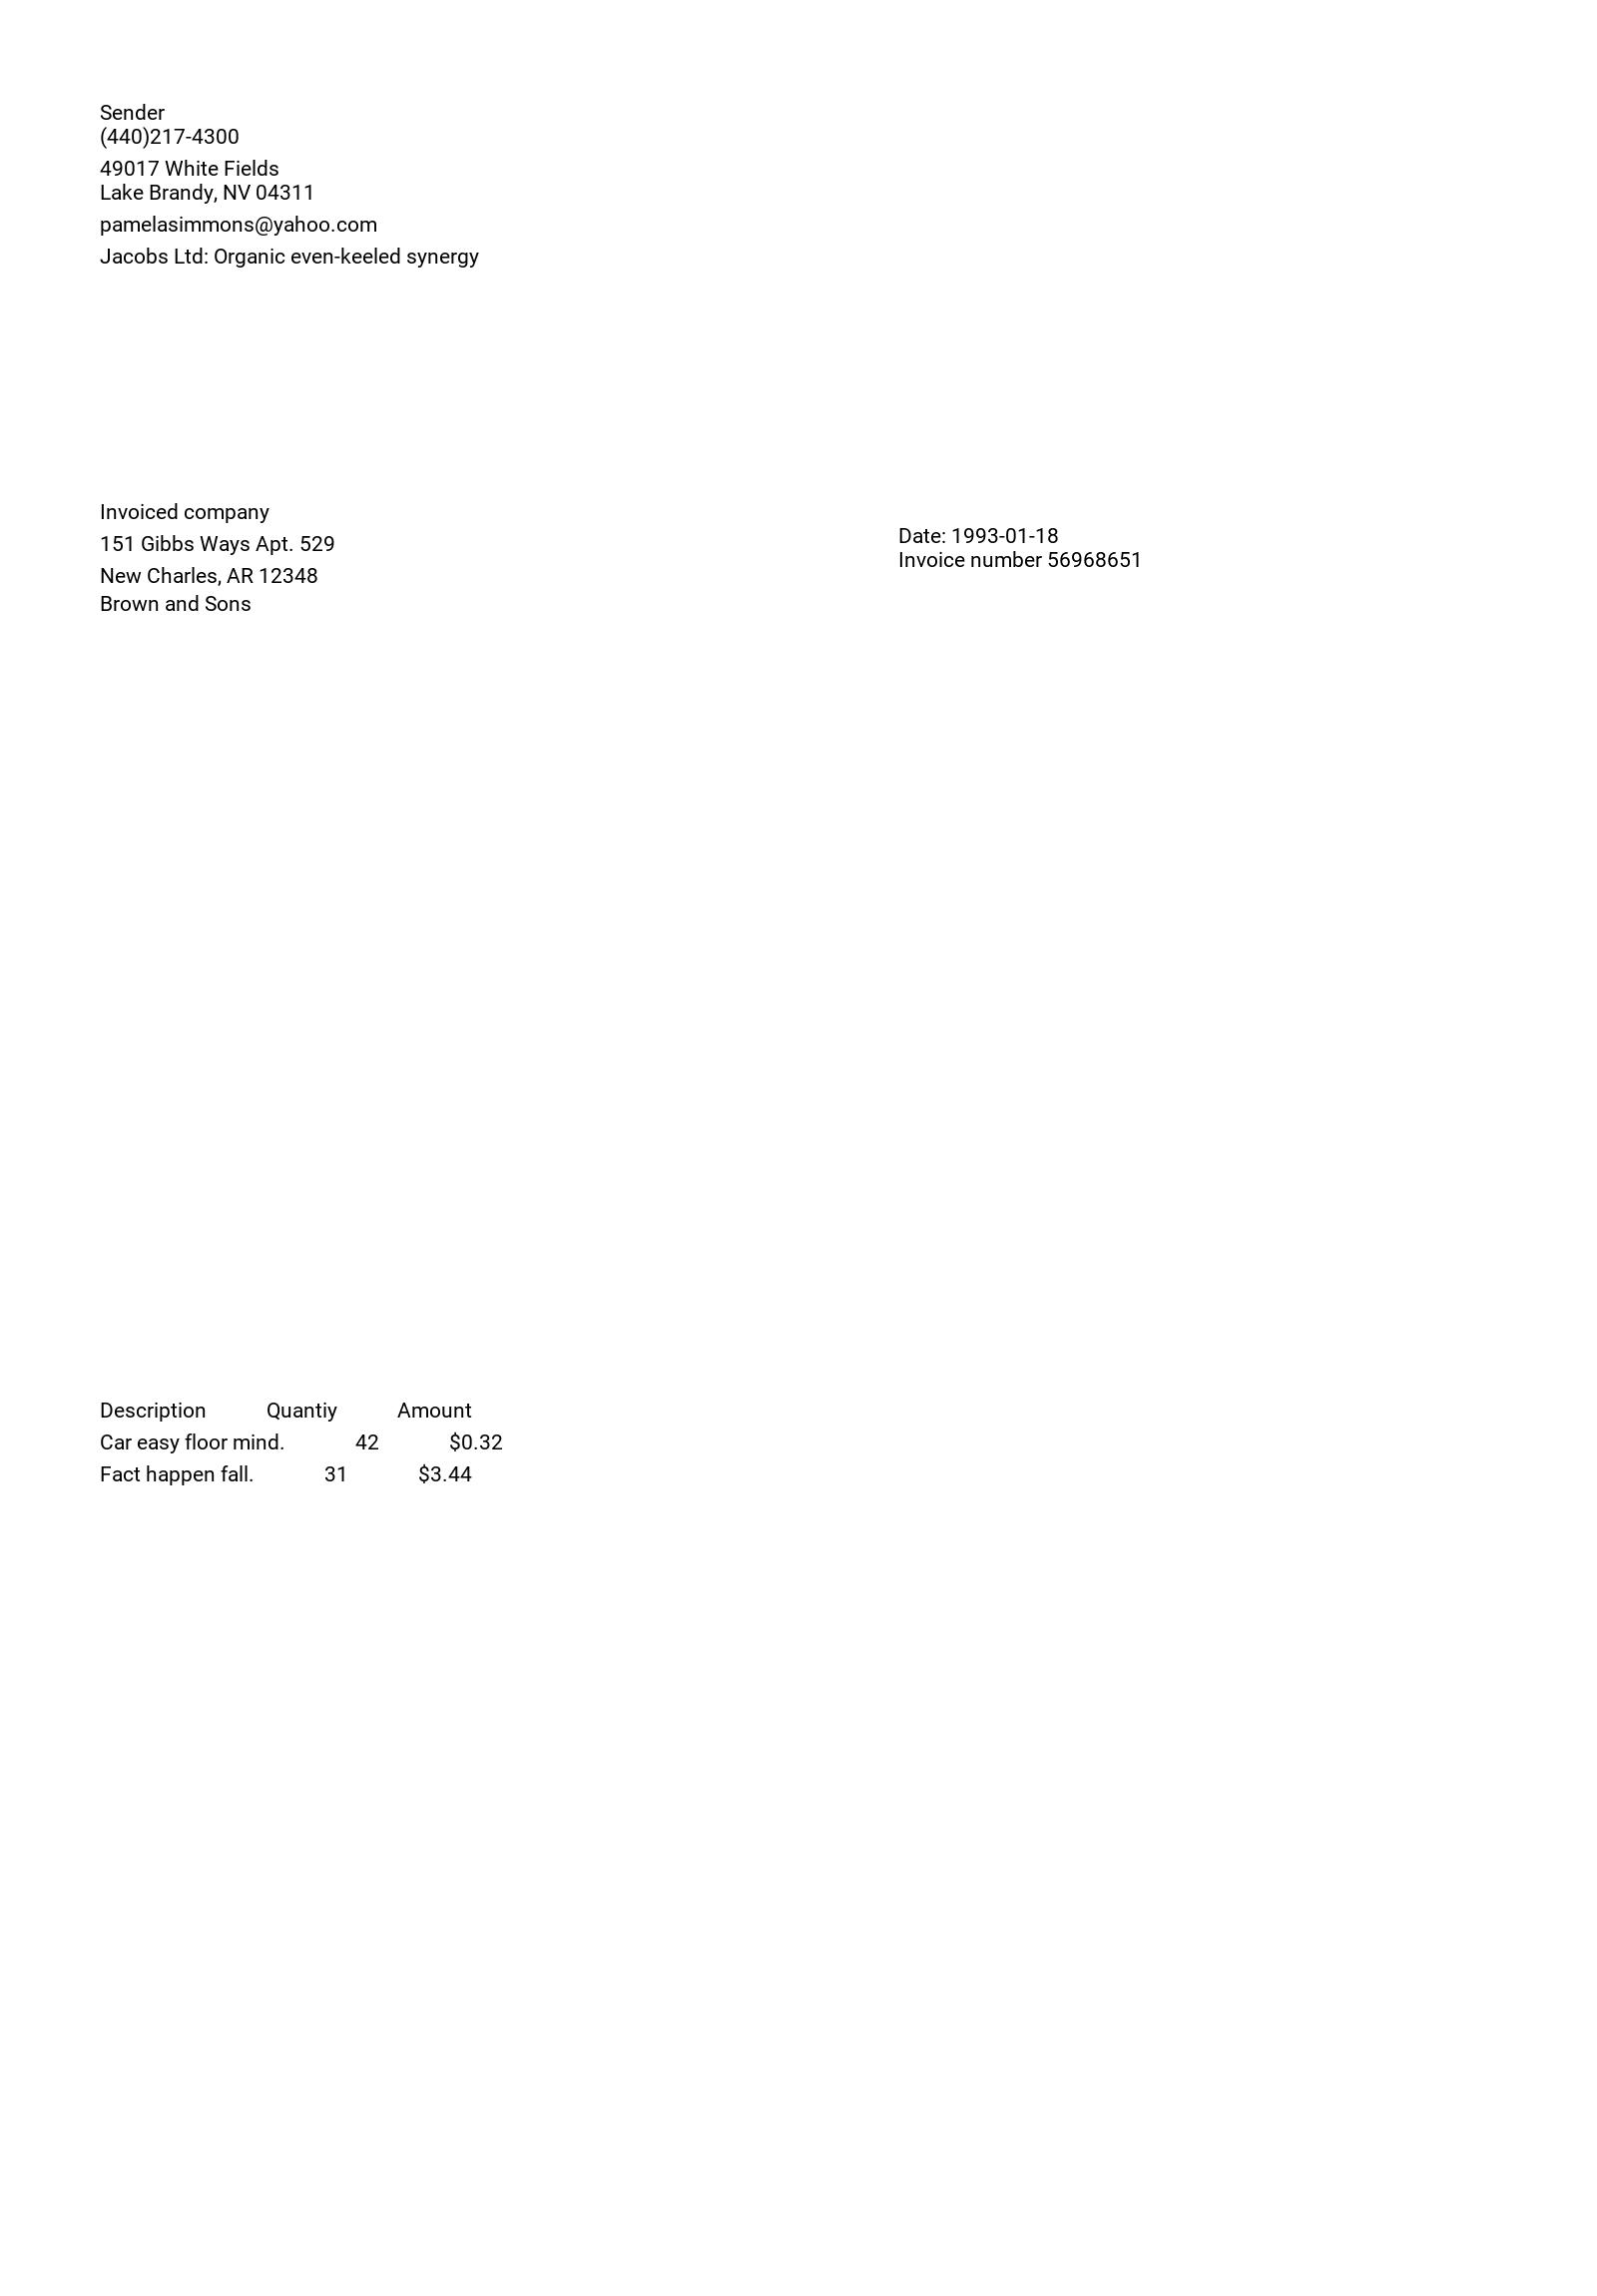 Sender
(440)217-4300
49017 White Fields
Lake Brandy, NV 04311
pamelasimmons@yahoo.com
Jacobs Ltd: Organic even-keeled synergy
Invoiced company
151 Gibbs Ways Apt. 529
New Charles, AR 12348
Brown and Sons
Date: 1993-01-18
Invoice number 56968651
Description Quantiy Amount
Car easy floor mind. 42 $0.32
Fact happen fall. 31 $3.44